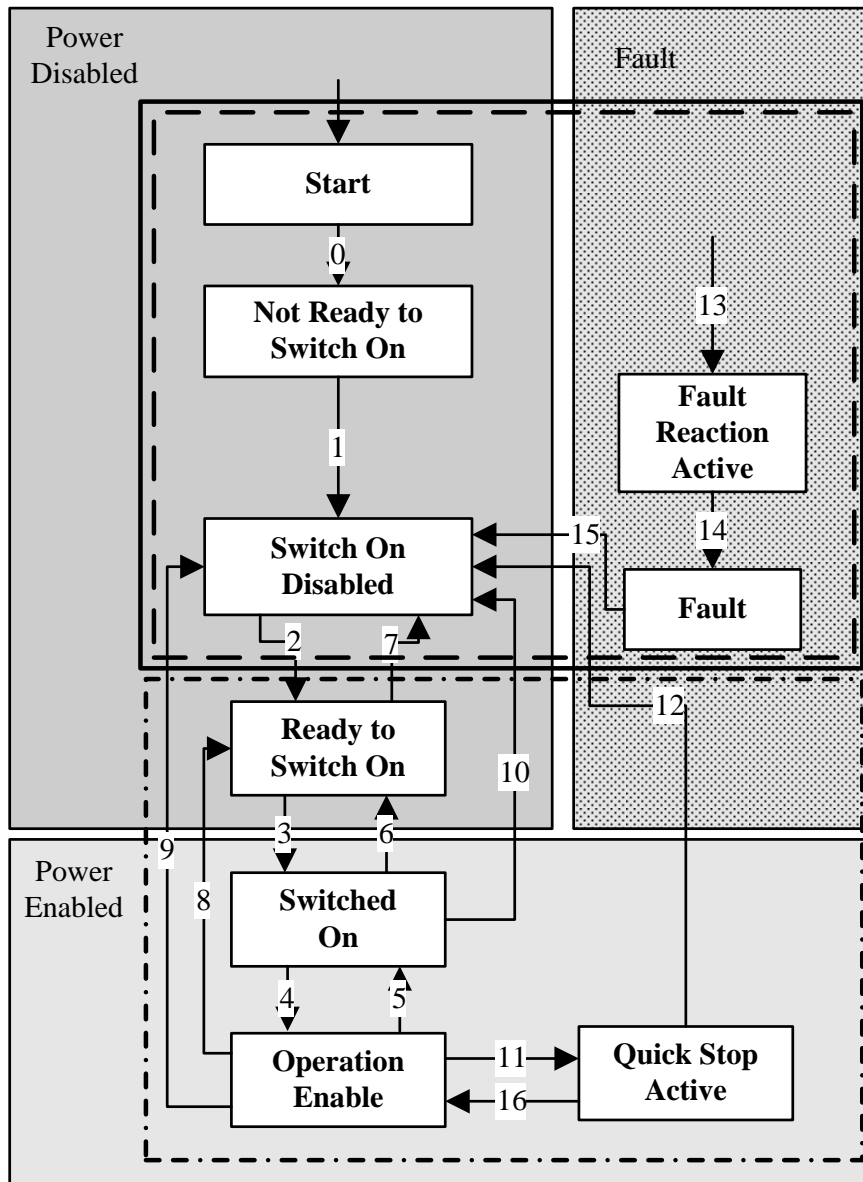 Power
Disabled
Fault
Start
0
Not Ready to
Switch On
13
Fault
Reaction
Active
1
14
15
Switch On
Disabled
Fault
2
7
12
Ready to
Switch On
10
3
6
9
Power
Enabled
8
Switched
On
4
5
11
Operation
Enable
Quick Stop
Active
16